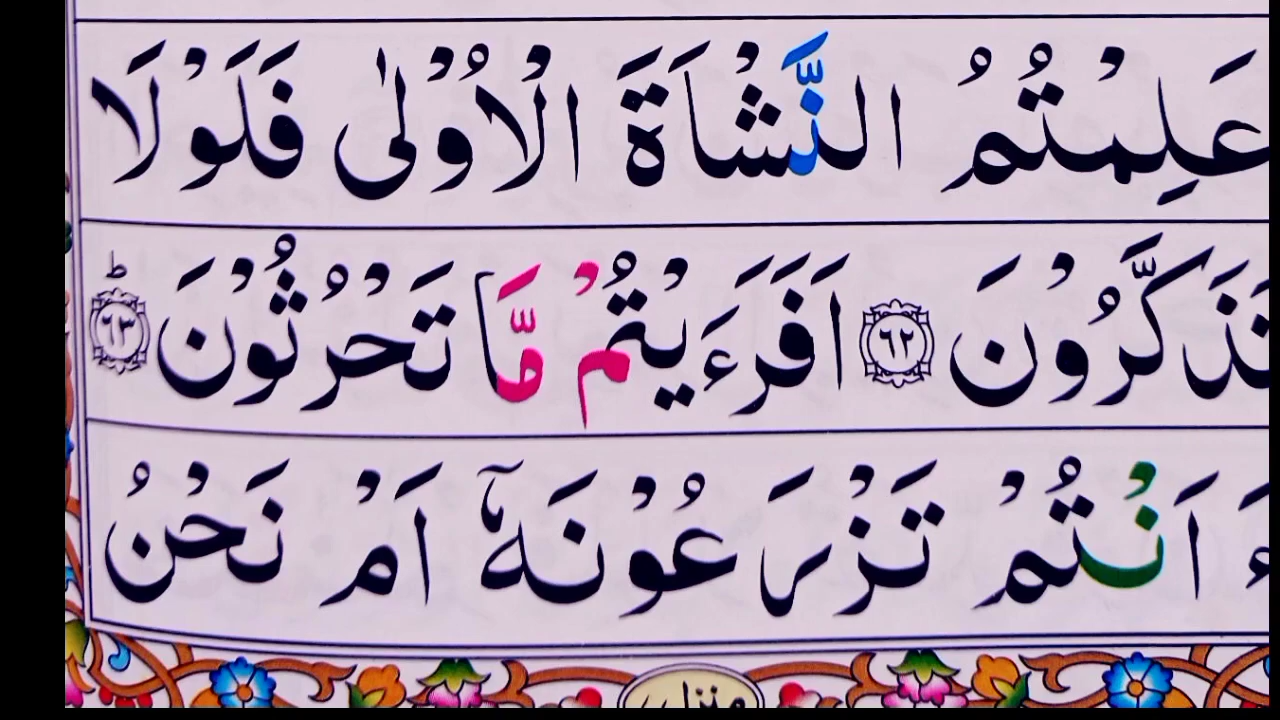 عَلِمْتُمُ النَّشْاَةَ الْاُوْلٰى فَلَوْلَا
تَذَكَّرُوْنَ ﴿٦٢﴾ اَفَرَءَيْتُمْ مَّا تَحْرُثُوْنَ ﴿٦٣﴾ؕ
ءَ اَنْتُمْ تَزْرَعُوْنَهٗۤ اَمْ نَحْنُ